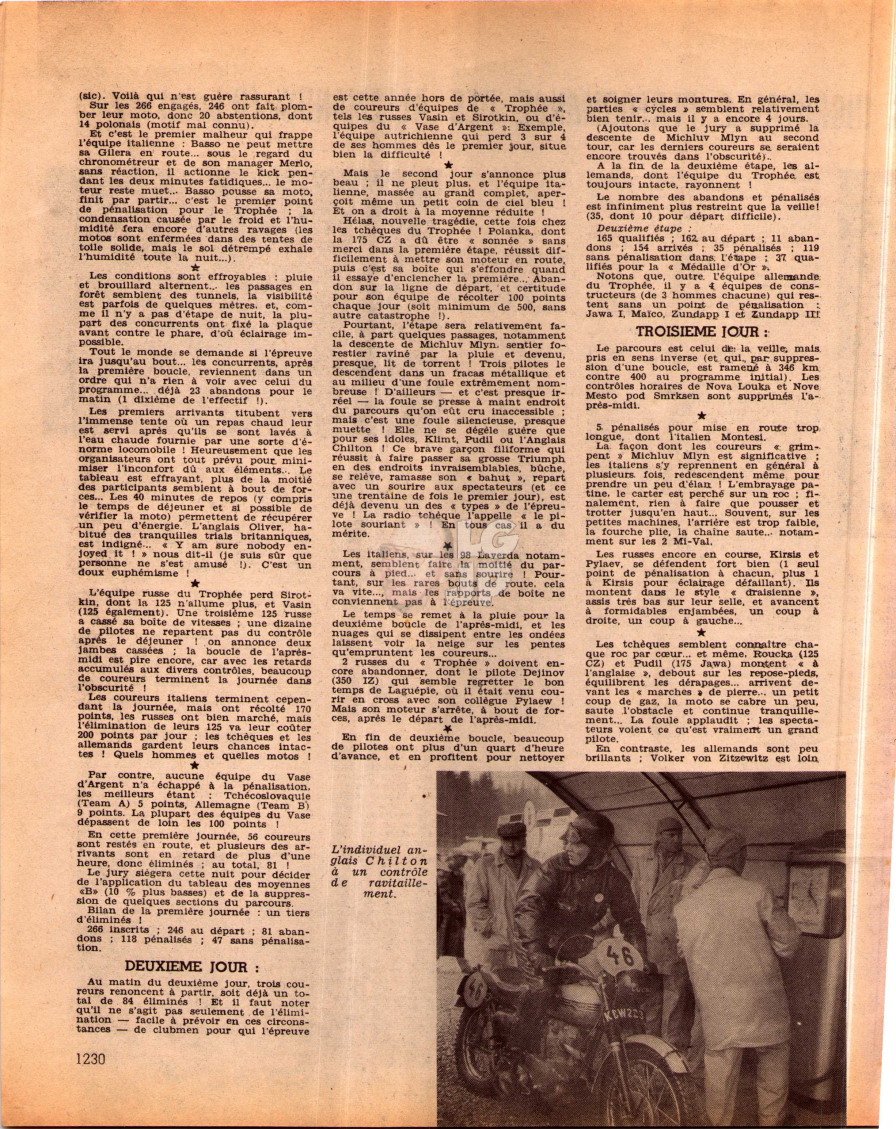 (sic). Voilà qui n'est guère rassurant !
Sur les 266 engagés, 246 ont fait plom-
ber leur moto, donc 20 abstentions, dont
14 polonais (motif mal connu).
Et c'est le premier malheur qui frappe
l'équipe italienne : Basso ne peut mettre
sa Gilera en route... sous le regard du
chronométreur et de son manager Merlo,
sans réaction, il actionne le kick pen-
dant les deux minutes fatidiques... le mo-
teur reste muet... Basso pousse sa moto,
finit par partir... c'est le premier point
de pénalisation pour le Trophée ; la
condensation causée par le froid et l'hu-
midité fera encore d'autres ravages (les
motos sont enfermées dans des tentes de
toile solide, mais le sol détrempé exhale
l'humidité toute la nuit...).
★
Les conditions sont effroyables : pluie
et brouillard alternent... les passages en
forêt semblent des tunnels, la visibilité
est parfois de quelques mètres. et, com-
me il n'y a pas d'étape de nuit, la plu-
part des concurrents ont fixé la plaque
avant contre le phare, d'où éclairage im-
possible.
Tout le monde se demande si l'épreuve
ira jusqu'au bout... les concurrents, après
la première boucle, reviennent dans un
ordre qui n'a rien à voir avec celui du
programme... déjà 23 abandons pour le
matin (1 dixième de l'effectif !).
Les premiers arrivants titubent vers
l'immense tente où un repas chaud leur
est servi après qu'ils se sont lavés à
l'eau chaude fournie par une sorte d'é-
norme locomobile ! Heureusement que les
organisateurs ont tout prévu pour mini-
miser l'inconfort dû aux éléments.. Le
tableau est effrayant, plus de la moitié
des participants semblent à bout de for-
ces... Les 40 minutes de repos (y compris
le temps de déjeuner et si possible de
vérifier la moto) permettent de récupérer
un peu d'énergie. L'anglais Oliver, ha-
bitué des tranquilles trials britanniques,
est indigné... « Y am sure nobody en-
joyed it ! » nous dit-il (je suis sûr que
personne ne s'est amusé !). C'est un
doux euphémisme !
★
L'équipe russe du Trophée perd Sirot-
kin, dont la 125 n'allume plus, et Vasin
(125 également). Une troisième 125 russe
a cassé sa boîte de vitesses ; une dizaine
de pilotes ne repartent pas du contrôle
après le déjeuner ! on annonce deux
jambes cassées ; la boucle de l'après-
midi est pire encore, car avec les retards
accumulés aux divers contrôles, beaucoup
de coureurs terminent la journée dans
l'obscurité !
Les coureurs italiens terminent cepen-
dant la journée, mais ont récolté 170
points, les russes ont bien marché, mais
l'élimination de leurs 125 va leur coûter
200 points par jour ; les tchèques et les
allemands gardent leurs chances intac-
tes ! Quels hommes et quelles motos !
★
Par contre, aucune équipe du Vase
d'Argent n'a échappé à la pénalisation.
les meilleurs étant : Tchécoslovaquie
(Team A) 5 points, Allemagne (Team B)
9 points. La plupart des équipes du Vase
dépassent de loin les 100 points !
En cette première journée, 56 coureurs
sont restés en route, et plusieurs des ar-
rivants sont en retard de plus d'une
heure, donc éliminés ; au total, 81 !
Le jury siègera cette nuit pour décider
de l'application du tableau des moyennes
«B» (10 % plus basses) et de la suppres-
sion de quelques sections du parcours.
Bilan de la première journée : un tiers
d'éliminés !
266 inscrits ; 246 au départ ; 81 aban-
dons ; 118 pénalisés ; 47 sans pénalisa-
tion.
DEUXIEME JOUR :
Au matin du deuxième jour, trois cou-
reurs renoncent à partir, soit déjà un to-
tal de 84 éliminés ! Et il faut noter
qu'il ne s'agit pas seulement de l'élimi-
nation — facile à prévoir en ces circons-
tances — de clubmen pour qui l'épreuve
1230
est cette année hors de portée, mais aussi
de coureurs d'équipes de « Trophée »,
tels les russes Vasin et Sirotkin, ou d'é-
quipes du « Vase d'Argent »: Exemple,
l'équipe autrichienne qui perd 3 sur 4
de ses hommes dès le premier jour, situe
bien la difficulté !
★
Mais le second jour s'annonce plus
beau ; il ne pleut plus, et l'équipe ita-
lienne, massée au grand complet, aper-
çoit même un petit coin de ciel bleu !
Et on a droit à la moyenne réduite !
Hélas, nouvelle tragédie, cette fois chez
les tchèques du Trophée ! Polanka, dont
la 175 CZ a dû être « sonnée » sans
merci dans la première étape, réussit dif-
ficilement à mettre son moteur en route,
puis c'est sa boîte qui s'effondre quand
il essaye d'enclencher la première... Aban-
don sur la ligne de départ, et certitude
pour son équipe de récolter 100 points
chaque jour (soit minimum de 500, sans
autre catastrophe !).
Pourtant, l'étape sera relativement fa-
cile, à part quelques passages, notamment
la descente de Michluv Mlyn, sentier fo-
restier raviné par la pluie et devenu,
presque, lit de torrent ! Trois pilotes le
descendent dans un fracas métallique et
au milieu d'une foule extrêmement nom-
breuse ! D'ailleurs — et c'est presque ir-
réel — la foule se presse à maint endroit
du parcours qu'on eût cru inaccessible ;
mais c'est une foule silencieuse, presque
muette ! Elle ne se dégèle guère que
pour ses idoles, Klimt, Pudil ou l'Anglais
Chilton ! Ce brave garçon filiforme qui
réussit à faire passer sa grosse Triumph
en des endroits invraisemblables, bûche,
se relève, ramasse son « bahut », repart
avec un sourire aux spectateurs (et ce
une trentaine de fois le premier jour), est
déjà devenu un des « types » de l'épreu-
ve ! La radio tchèque l'appelle « le pi-
lote souriant » ! En tous cas il a du
mérite.
★
Les italiens, sur les 98 Laverda notam-
ment, semblent faire la moitié du par-
cours à pied... et sans sourire ! Pour-
tant, sur les rares bouts de route, cela
va vite..., mais les rapports de boîte ne
conviennent pas à l'épreuve.
Le temps se remet à la pluie pour la
deuxième boucle de l'après-midi, et les
nuages qui se dissipent entre les ondées
laissent voir la neige sur les pentes
qu'empruntent les coureurs...
2 russes du « Trophée » doivent en-
core abandonner, dont le pilote Dejinov
(350 IZ) qui semble regretter le bon
temps de Laguépie, où il était venu cou-
rir en cross avec son collègue Pylaew !
Mais son moteur s'arrête, à bout de for-
ces, après le départ de l'après-midi.
★
En fin de deuxième boucle, beaucoup
de pilotes ont plus d'un quart d'heure
d'avance, et en profitent pour nettoyer
et soigner leurs montures. En général, les
parties « cycles » semblent relativement
bien tenir.. mais il y a encore 4 jours.
(Ajoutons que le jury a supprimé la
descente de Michluv Mlyn au second
tour, car les derniers coureurs se seraient
encore trouvés dans l'obscurité)..
A la fin de la deuxième étape, les al-
lemands, dont l'équipe du Trophée est
toujours intacte, rayonnent !
Le nombre des abandons et pénalisés
est infiniment plus restreint que la veille!
(35, dont 10 pour départ difficile).
Deuxième étape :
165 qualifiés ; 162 au départ ; 11 aban-
dons ; 154 arrivés ; 35 pénalisés ; 119
sans pénalisation dans l'étape ; 37 qua-
lifiés pour la « Médaille d'Or ».
Notons que, outre l'équipe allemande
du Trophée, il y a 4 équipes de cons-
tructeurs (de 3 hommes chacune) qui res-
tent sans un point de pénalisation :
Jawa I, Maïco, Zundapp I et Zundapp III
TROISIEME JOUR :
Le parcours est celui de la veille, mais
pris en sens inverse (et qui, par suppres-
sion d'une boucle, est ramené à 346 km
contre 400 au programme initial). Les
contrôles horaires de Nova Louka et Nove
Mesto pod Smrksen sont supprimés l'a-
près-midi.
★
5 pénalisés pour mise en route trop
longue, dont l'italien Montesi.
La façon dont les coureurs « grim-
pent » Michluv Mlyn est significative ;
les italiens s'y reprennent en général à
plusieurs fois, redescendent même pour
prendre un peu d'élan ! L'embrayage pa-
tine, le carter est perché sur un roc ; fi-
nalement, rien à faire que pousser et
trotter jusqu'en haut... Souvent, sur les
petites machines, l'arrière est trop faible,
la fourche plie, la chaîne saute... notam-
ment sur les 2 Mi-Val.
Les russes encore en course, Kirsis et
Pylaev, se défendent fort bien (1 seul
point de pénalisation à chacun, plus 1
à Kirsis pour éclairage défaillant). Ils
montent dans le style « draisienne »,
assis très bas sur leur selle, et avancent
à formidables enjambées, un coup à
droite, un coup à gauche...
★
Les tchèques semblent connaître cha-
que roc par cœur... et même, Roucka (125
CZ) et Pudil (175 Jawa) montent « à
l'anglaise », debout sur les repose-pieds,
équilibrent les dérapages... arrivent de-
vant les « marches » de pierre... un petit
coup de gaz, la moto se cabre un peu,
saute l'obstacle et continue tranquille-
ment... La foule applaudit ; les specta-
teurs voient ce qu'est vraiment un grand
pilote.
En contraste, les allemands sont peu
brillants ; Volker von Zitzewitz est loin
L'individuel an-
glais Chilton
à un contrôle
de ravitaille-
ment.
46
KEW223